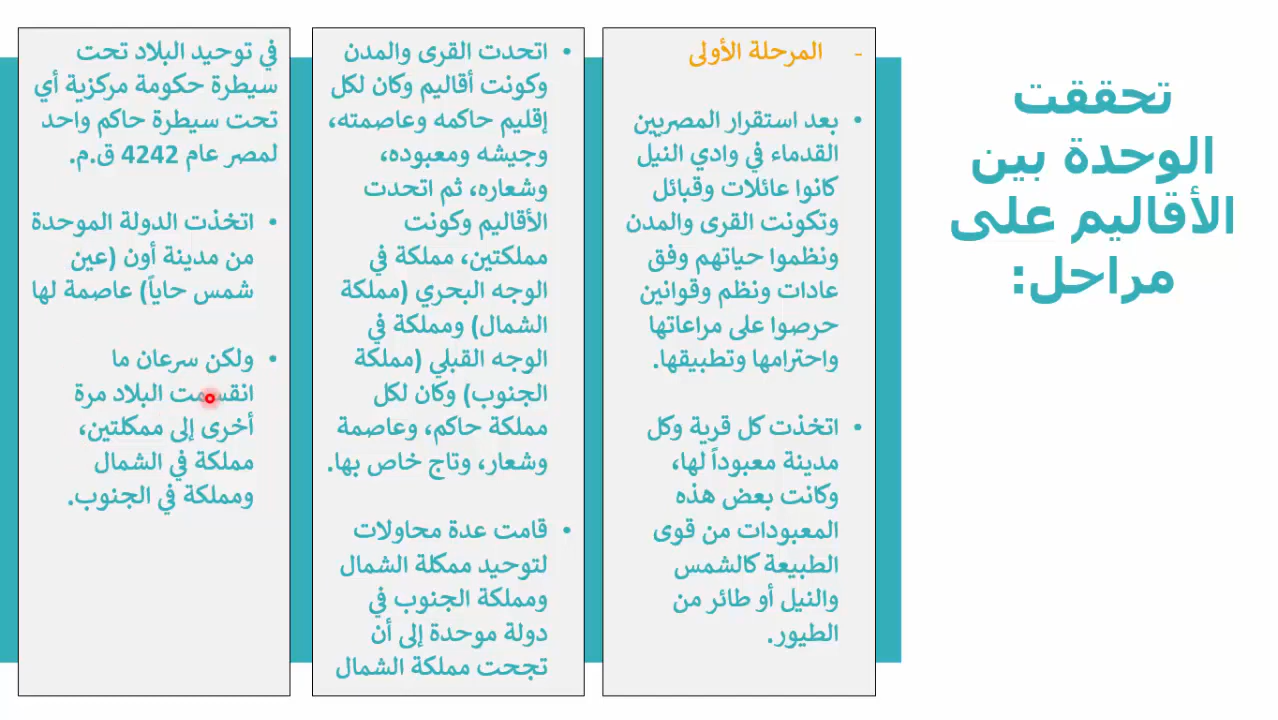 تحققت
الوحدة بين
الأقاليم على
مراحل:
- المرحلة الأولى
• بعد استقرار المصريين
القدماء في وادي النيل
كانوا عائلات وقبائل
وتكونت القرى والمدن
ونظموا حياتهم وفق
عادات ونظم وقوانين
حرصوا على مراعاتها
واحترامها وتطبيقها.
• اتخذت كل قرية وكل
مدينة معبوداً لها،
وكانت بعض هذه
المعبودات من قوى
الطبيعة كالشمس
والنيل أو طائر من
الطيور.
• اتحدت القرى والمدن
وكونت أقاليم وكان لكل
إقليم حاكمه وعاصمته،
وجيشه ومعبوده،
وشعاره، ثم اتحدت
الأقاليم وكونت
مملكتين، مملكة في
الوجه البحري (مملكة
الشمال) ومملكة في
الوجه القبلي (مملكة
الجنوب) وكان لكل
مملكة حاكم، وعاصمة
وشعار، وتاج خاص بها.
• قامت عدة محاولات
لتوحيد ممكلة الشمال
ومملكة الجنوب في
دولة موحدة إلى أن
تجحت مملكة الشمال
في توحيد البلاد تحت
سيطرة حكومة مركزية أي
تحت سيطرة حاكم واحد
لمصر عام 4242 ق.م.
• اتخذت الدولة الموحدة
من مدينة أون (عين
شمس حاياً) عاصمة لها
• ولكن سرعان ما
انقسمت البلاد مرة
أخرى إلى ممكلتين،
مملكة في الشمال
ومملكة في الجنوب.